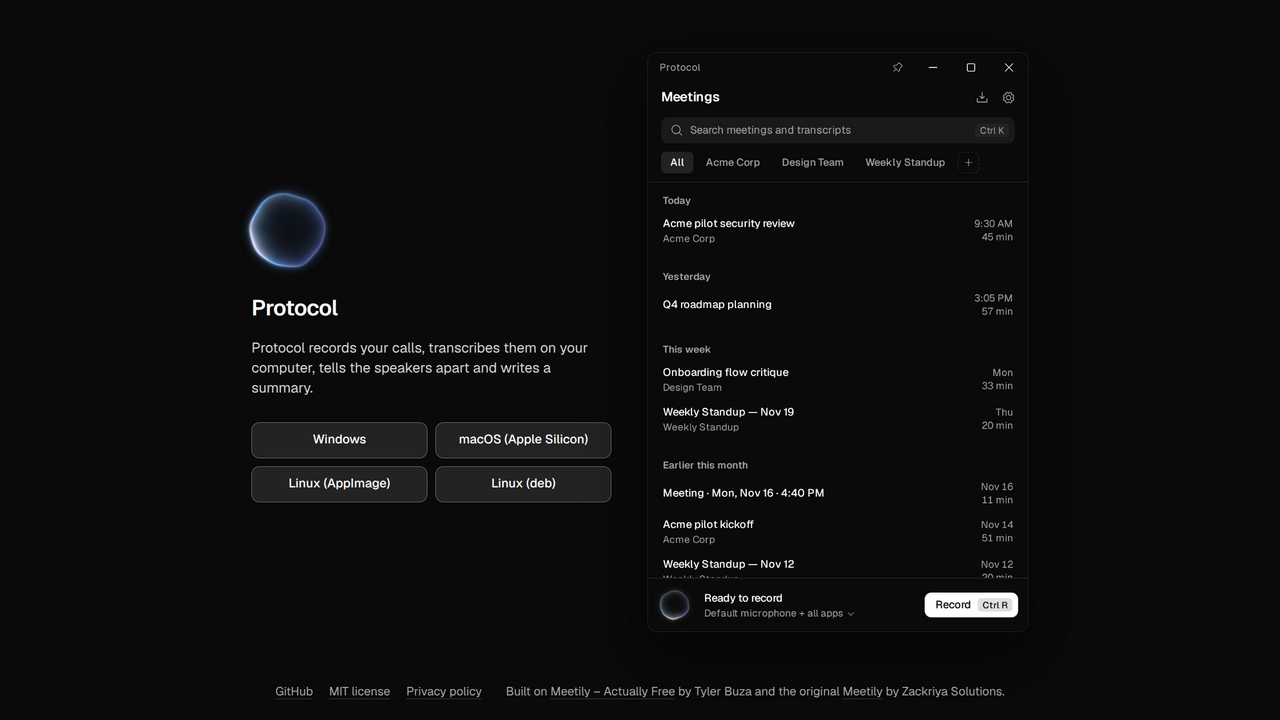 Protocol
Protocol records your calls, transcribes them on your
computer, tells the speakers apart and writes a
summary.
Windows
macOS (Apple Silicon)
Linux (AppImage)
Linux (deb)
Protocol
Meetings
Search meetings and transcripts
Ctrl K
All
Acme Corp
Design Team
Weekly Standup
Today
Acme pilot security review
9:30 AM
Acme Corp
45 min
Yesterday
Q4 roadmap planning
3:05 PM
57 min
This week
Onboarding flow critique
Mon
Design Team
33 min
Weekly Standup — Nov 19
Thu
Weekly Standup
20 min
Earlier this month
Meeting · Mon, Nov 16 · 4:40 PM
Nov 16
11 min
Acme pilot kickoff
Nov 14
Acme Corp
51 min
Weekly Standup — Nov 12
Nov 12
Weekly Standup
20 min
Ready to record
Default microphone + all apps
Record
Ctrl R
GitHub
MIT license
Privacy policy
Built on Meetily – Actually Free by Tyler Buza and the original Meetily by Zackriya Solutions.